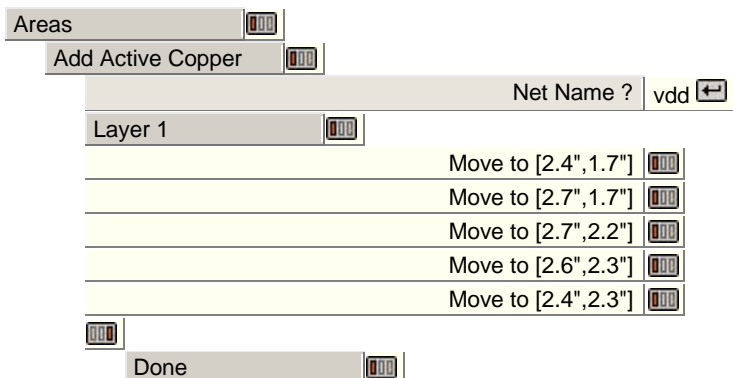 Areas
Add Active Copper
Net Name ? vdd
Layer 1
Move to [2.4",1.7"]
Move to [2.7",1.7"]
Move to [2.7",2.2"]
Move to [2.6",2.3"]
Move to [2.4",2.3"]
Done